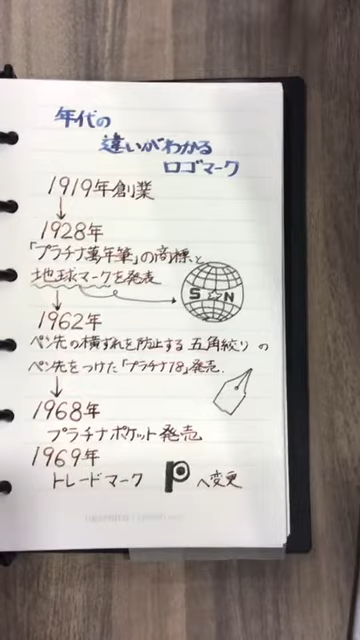 年代の
違いがわかる
ロゴマーク
1919年創業
↓
1928年
「プラチナ萬年筆」の商標と
地球マークを発表
S N
↓
1962年
ペン先の横ずれを防止する五角絞りの
ペン先をつけた「プラチナ18」発売.
↓
1968年
プラチナポケット発売
1969年
トレードマーク P へ変更